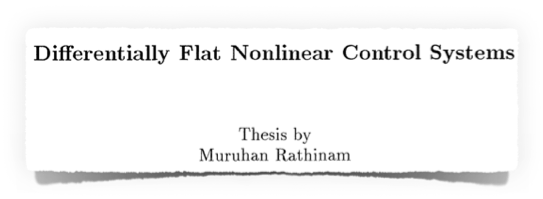 Differentially Flat Nonlinear Control Systems
Thesis by
Muruhan Rathinam